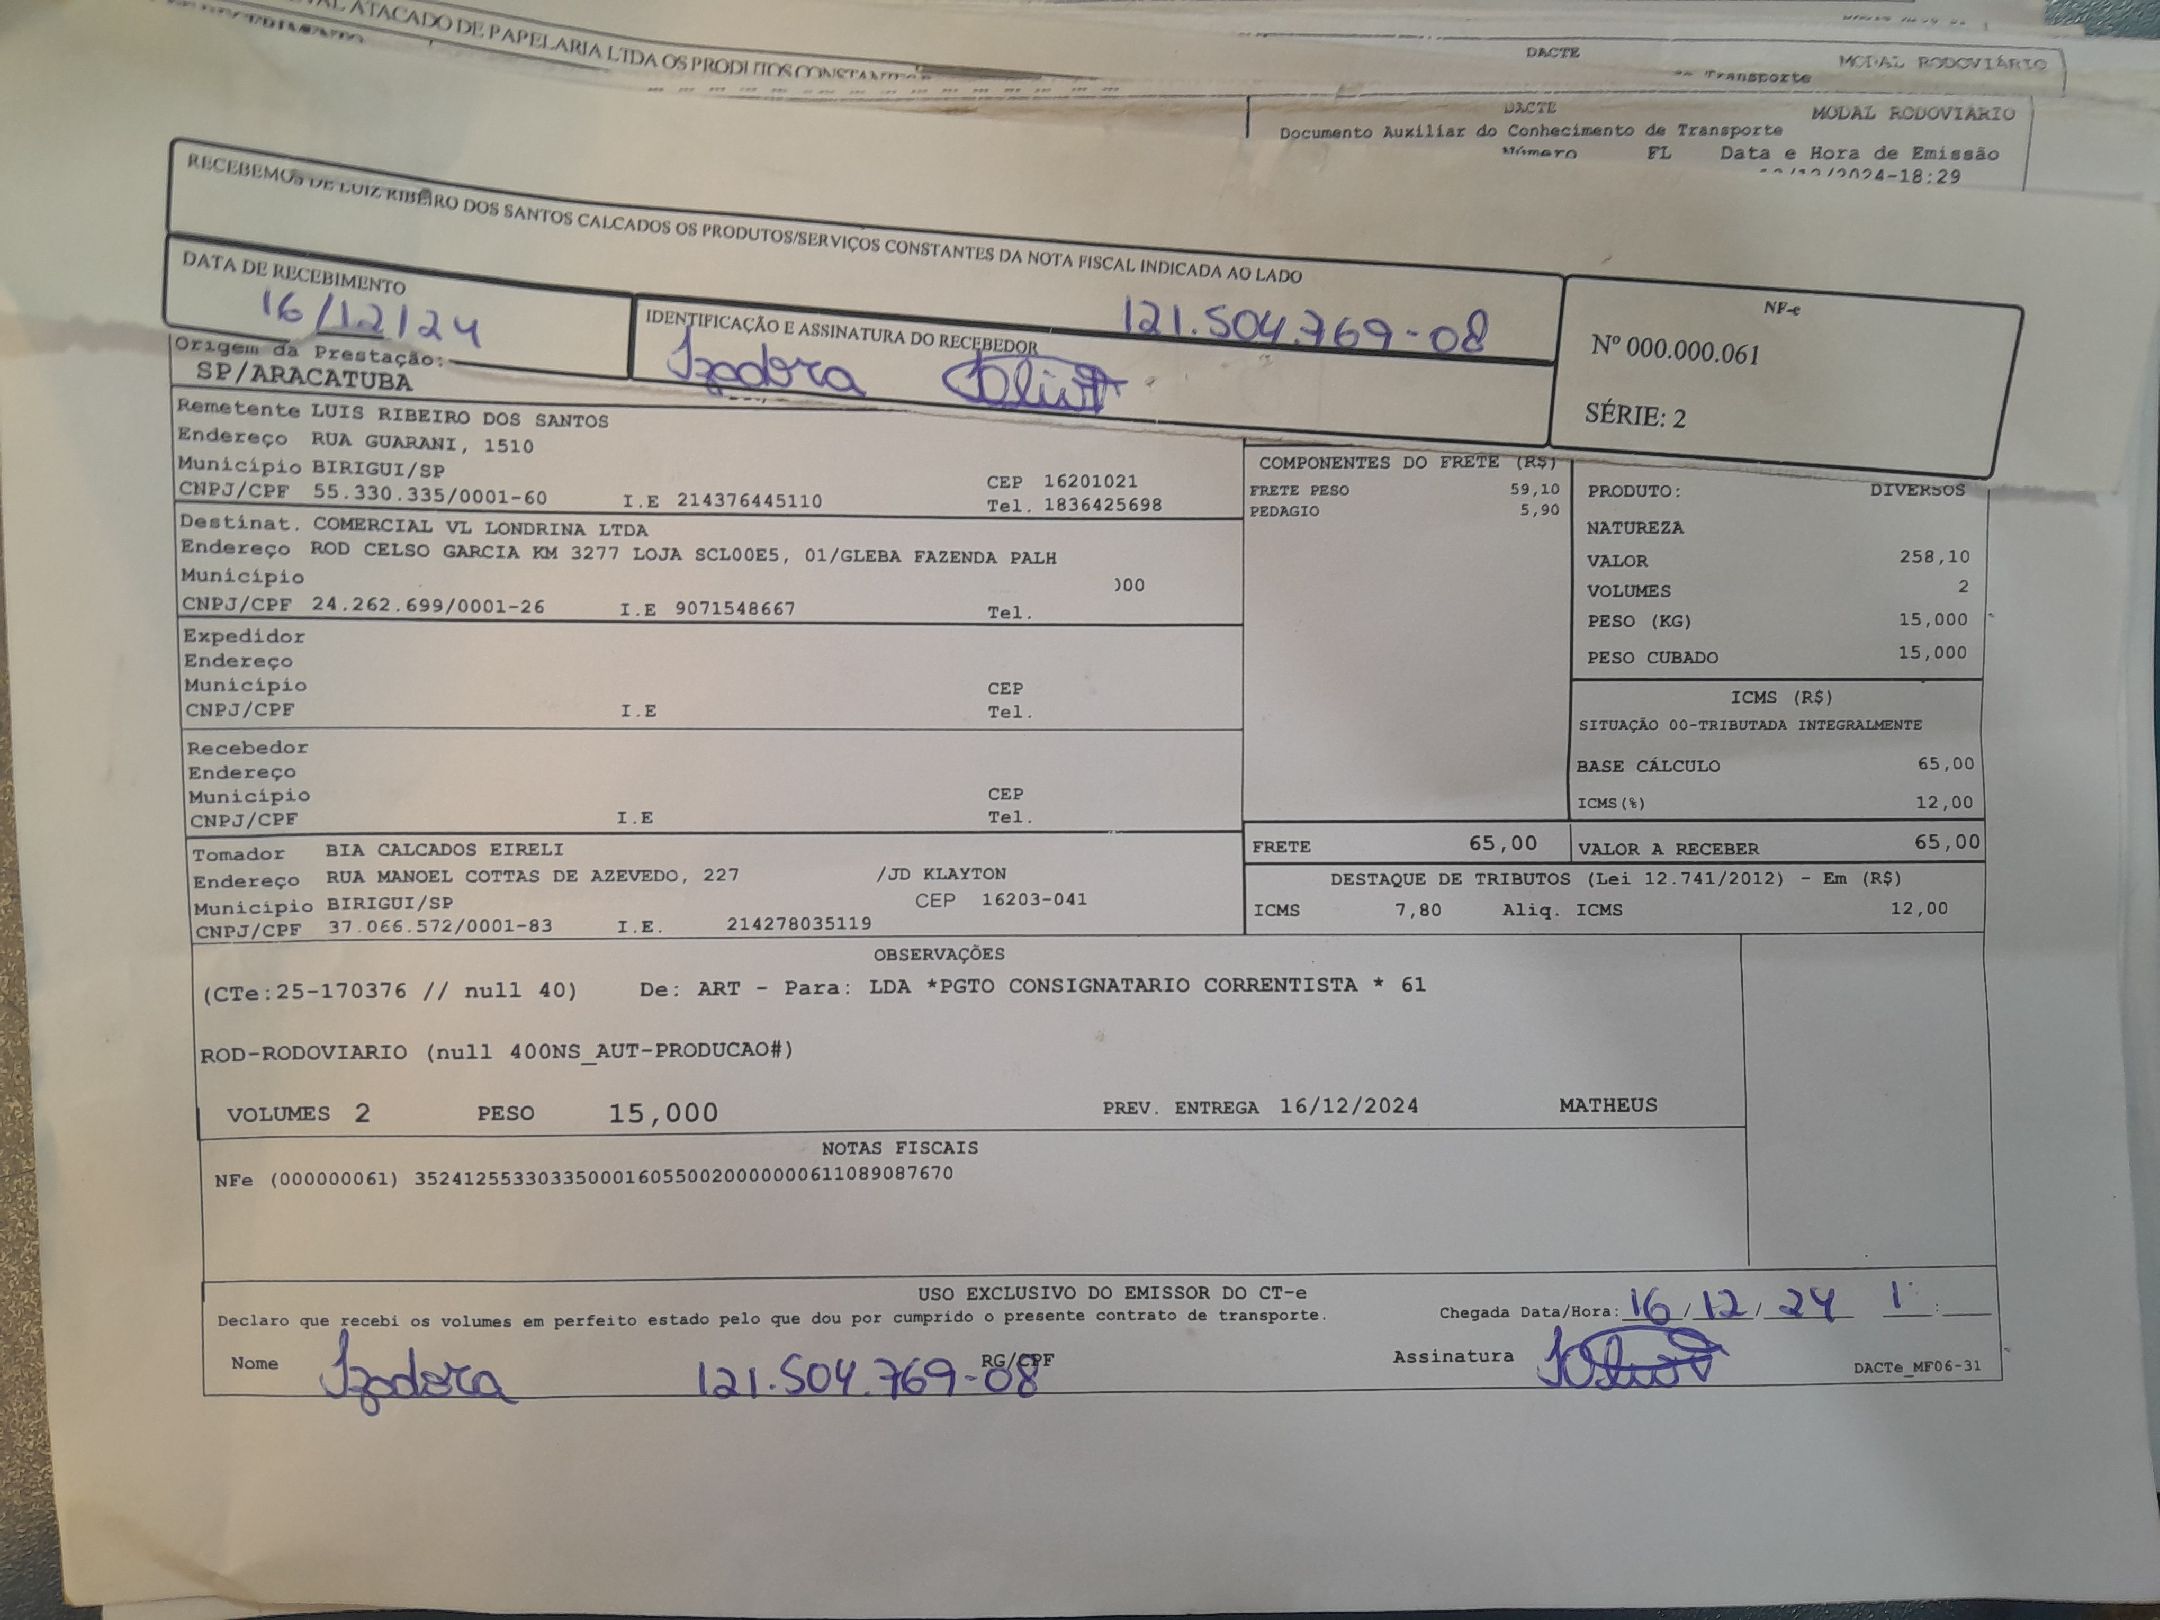 ATACADO DE PAPELARIA LTDA OS PRODUTOS CONSTANTES
DACTE MODAL RODOVIÁRIO
Transporte
DACTE MODAL RODOVIÁRIO
Documento Auxiliar do Conhecimento de Transporte
Número FL Data e Hora de Emissão
/2024-18:29
RECEBEMOS DE LUIZ RIBEIRO DOS SANTOS CALCADOS OS PRODUTOS/SERVIÇOS CONSTANTES DA NOTA FISCAL INDICADA AO LADO
DATA DE RECEBIMENTO
16/12/24
IDENTIFICAÇÃO E ASSINATURA DO RECEBEDOR
121.504.769-08
Izadora
NF-e
Nº 000.000.061
SÉRIE: 2
Origem da Prestação:
SP/ARACATUBA
Remetente LUIS RIBEIRO DOS SANTOS
Endereço RUA GUARANI, 1510
Município BIRIGUI/SP CEP 16201021
CNPJ/CPF 55.330.335/0001-60 I.E 214376445110 Tel. 1836425698
Destinat. COMERCIAL VL LONDRINA LTDA
Endereço ROD CELSO GARCIA KM 3277 LOJA SCL00E5, 01/GLEBA FAZENDA PALH
Município 000
CNPJ/CPF 24.262.699/0001-26 I.E 9071548667 Tel.
Expedidor
Endereço
Município CEP
CNPJ/CPF I.E Tel.
Recebedor
Endereço
Município CEP
CNPJ/CPF I.E Tel.
Tomador BIA CALCADOS EIRELI
Endereço RUA MANOEL COTTAS DE AZEVEDO, 227 /JD KLAYTON
Município BIRIGUI/SP CEP 16203-041
CNPJ/CPF 37.066.572/0001-83 I.E. 214278035119
COMPONENTES DO FRETE (R$)
FRETE PESO 59,10
PEDAGIO 5,90
PRODUTO: DIVERSOS
NATUREZA
VALOR 258,10
VOLUMES 2
PESO (KG) 15,000
PESO CUBADO 15,000
ICMS (R$)
SITUAÇÃO 00-TRIBUTADA INTEGRALMENTE
BASE CÁLCULO 65,00
ICMS(%) 12,00
FRETE 65,00 VALOR A RECEBER 65,00
DESTAQUE DE TRIBUTOS (Lei 12.741/2012) - Em (R$)
ICMS 7,80 Aliq. ICMS 12,00
OBSERVAÇÕES
(CTe:25-170376 // null 40) De: ART - Para: LDA *PGTO CONSIGNATARIO CORRENTISTA * 61
ROD-RODOVIARIO (null 400NS_AUT-PRODUCAO#)
VOLUMES 2 PESO 15,000 PREV. ENTREGA 16/12/2024 MATHEUS
NOTAS FISCAIS
NFe (000000061) 35241255330335000160550020000000611089087670
USO EXCLUSIVO DO EMISSOR DO CT-e
Declaro que recebi os volumes em perfeito estado pelo que dou por cumprido o presente contrato de transporte. Chegada Data/Hora: 16/12/24 1 :
Nome Izadora 121.504.769-08 RG/CPF Assinatura DACTe_MF06-31